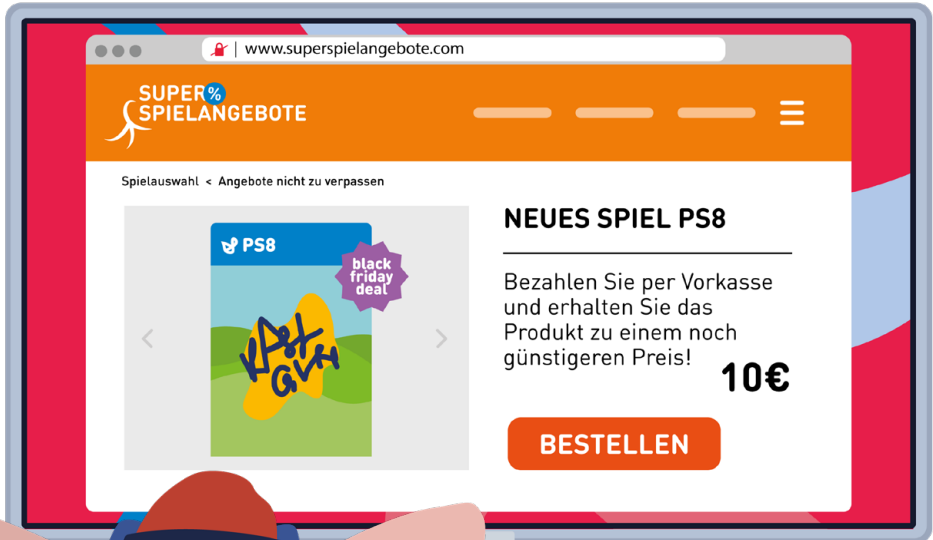 www.superspielangebote.com
SUPER%
SPIELANGEBOTE
Spielauswahl < Angebote nicht zu verpassen
PS8
black
friday
deal
NEUES SPIEL PS8
Bezahlen Sie per Vorkasse
und erhalten Sie das
Produkt zu einem noch
günstigeren Preis!
10€
BESTELLEN